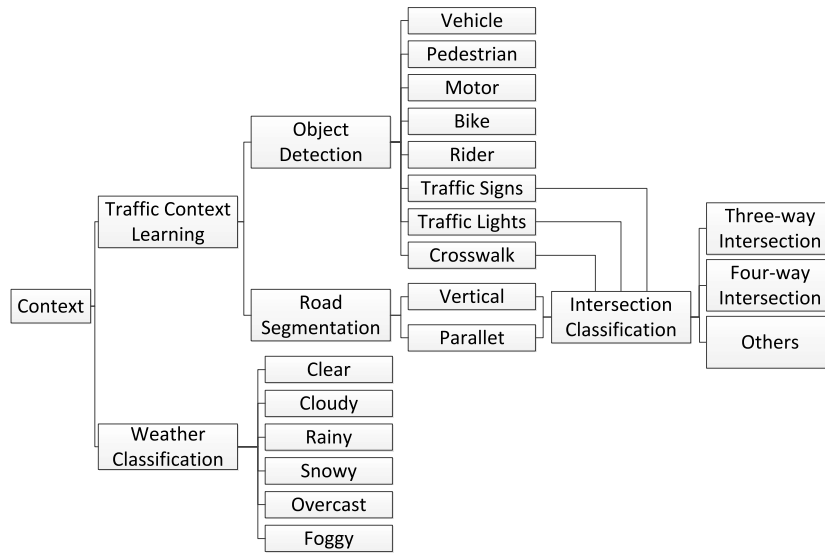 Context
Traffic Context
Learning
Weather
Classification
Object
Detection
Road
Segmentation
Vehicle
Pedestrian
Motor
Bike
Rider
Traffic Signs
Traffic Lights
Crosswalk
Vertical
Parallet
Clear
Cloudy
Rainy
Snowy
Overcast
Foggy
Intersection
Classification
Three-way
Intersection
Four-way
Intersection
Others